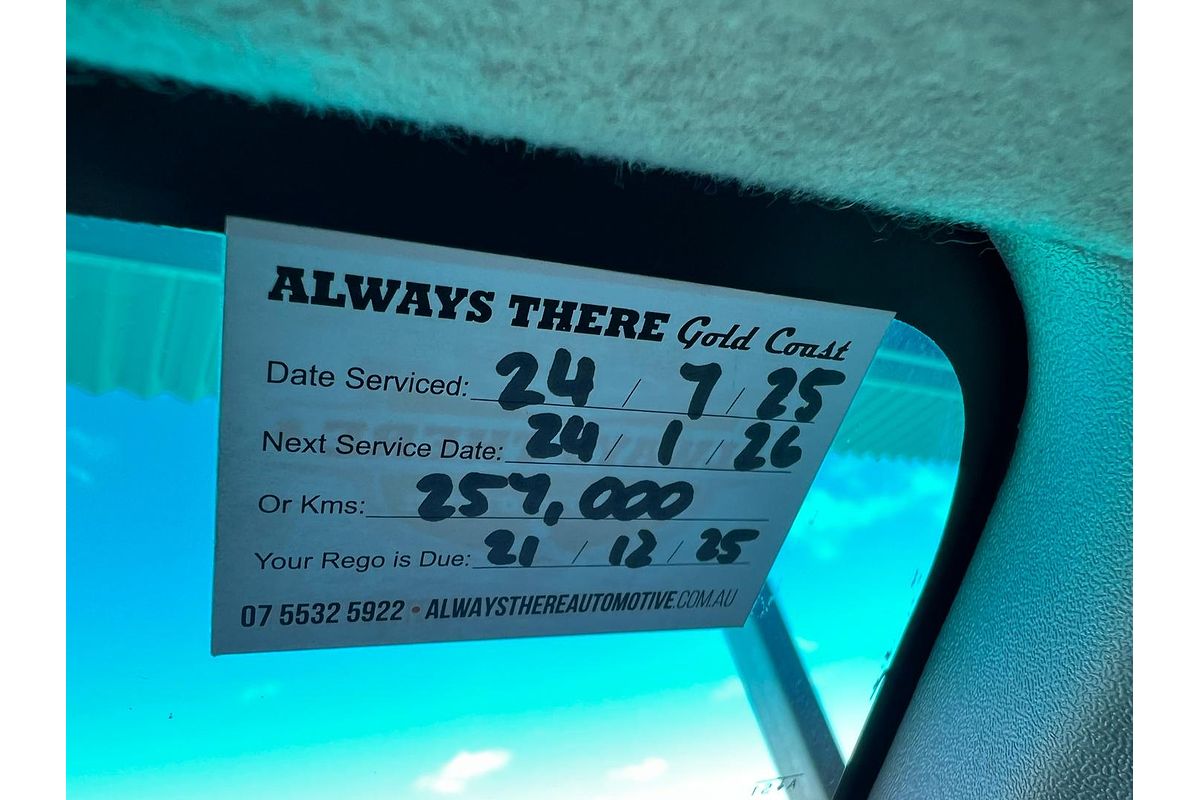 ALWAYS THERE Gold Coast
Date Serviced: 24 / 7 / 25
Next Service Date: 24 / 1 / 26
Or Kms: 257,000
Your Rego is Due: 21 / 12 / 25
07 5532 5922 • ALWAYSTHEREAUTOMOTIVE.COM.AU